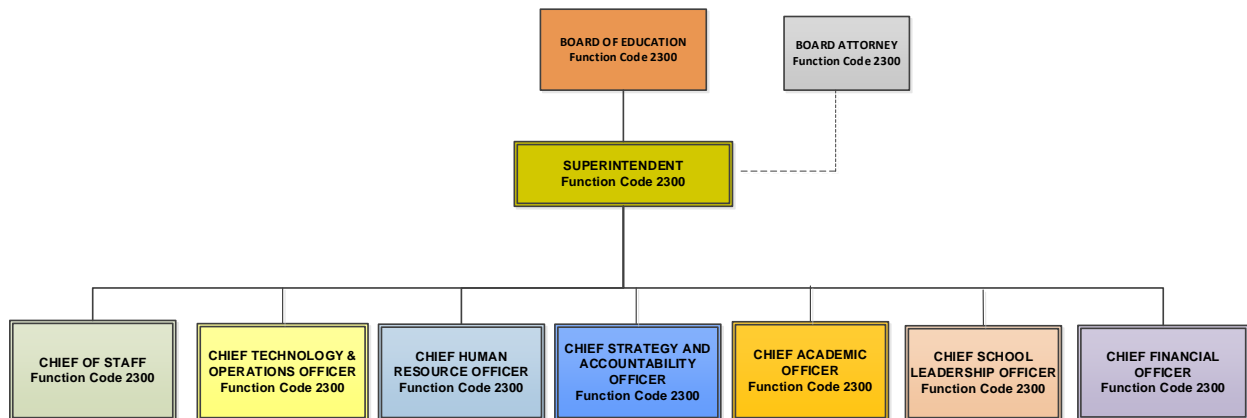 BOARD OF EDUCATION
Function Code 2300
BOARD ATTORNEY
Function Code 2300
SUPERINTENDENT
Function Code 2300
CHIEF OF STAFF
Function Code 2300
CHIEF TECHNOLOGY &
OPERATIONS OFFICER
Function Code 2300
CHIEF HUMAN
RESOURCE OFFICER
Function Code 2300
CHIEF STRATEGY AND
ACCOUNTABILITY
OFFICER
Function Code 2300
CHIEF ACADEMIC
OFFICER
Function Code 2300
CHIEF SCHOOL
LEADERSHIP OFFICER
Function Code 2300
CHIEF FINANCIAL
OFFICER
Function Code 2300